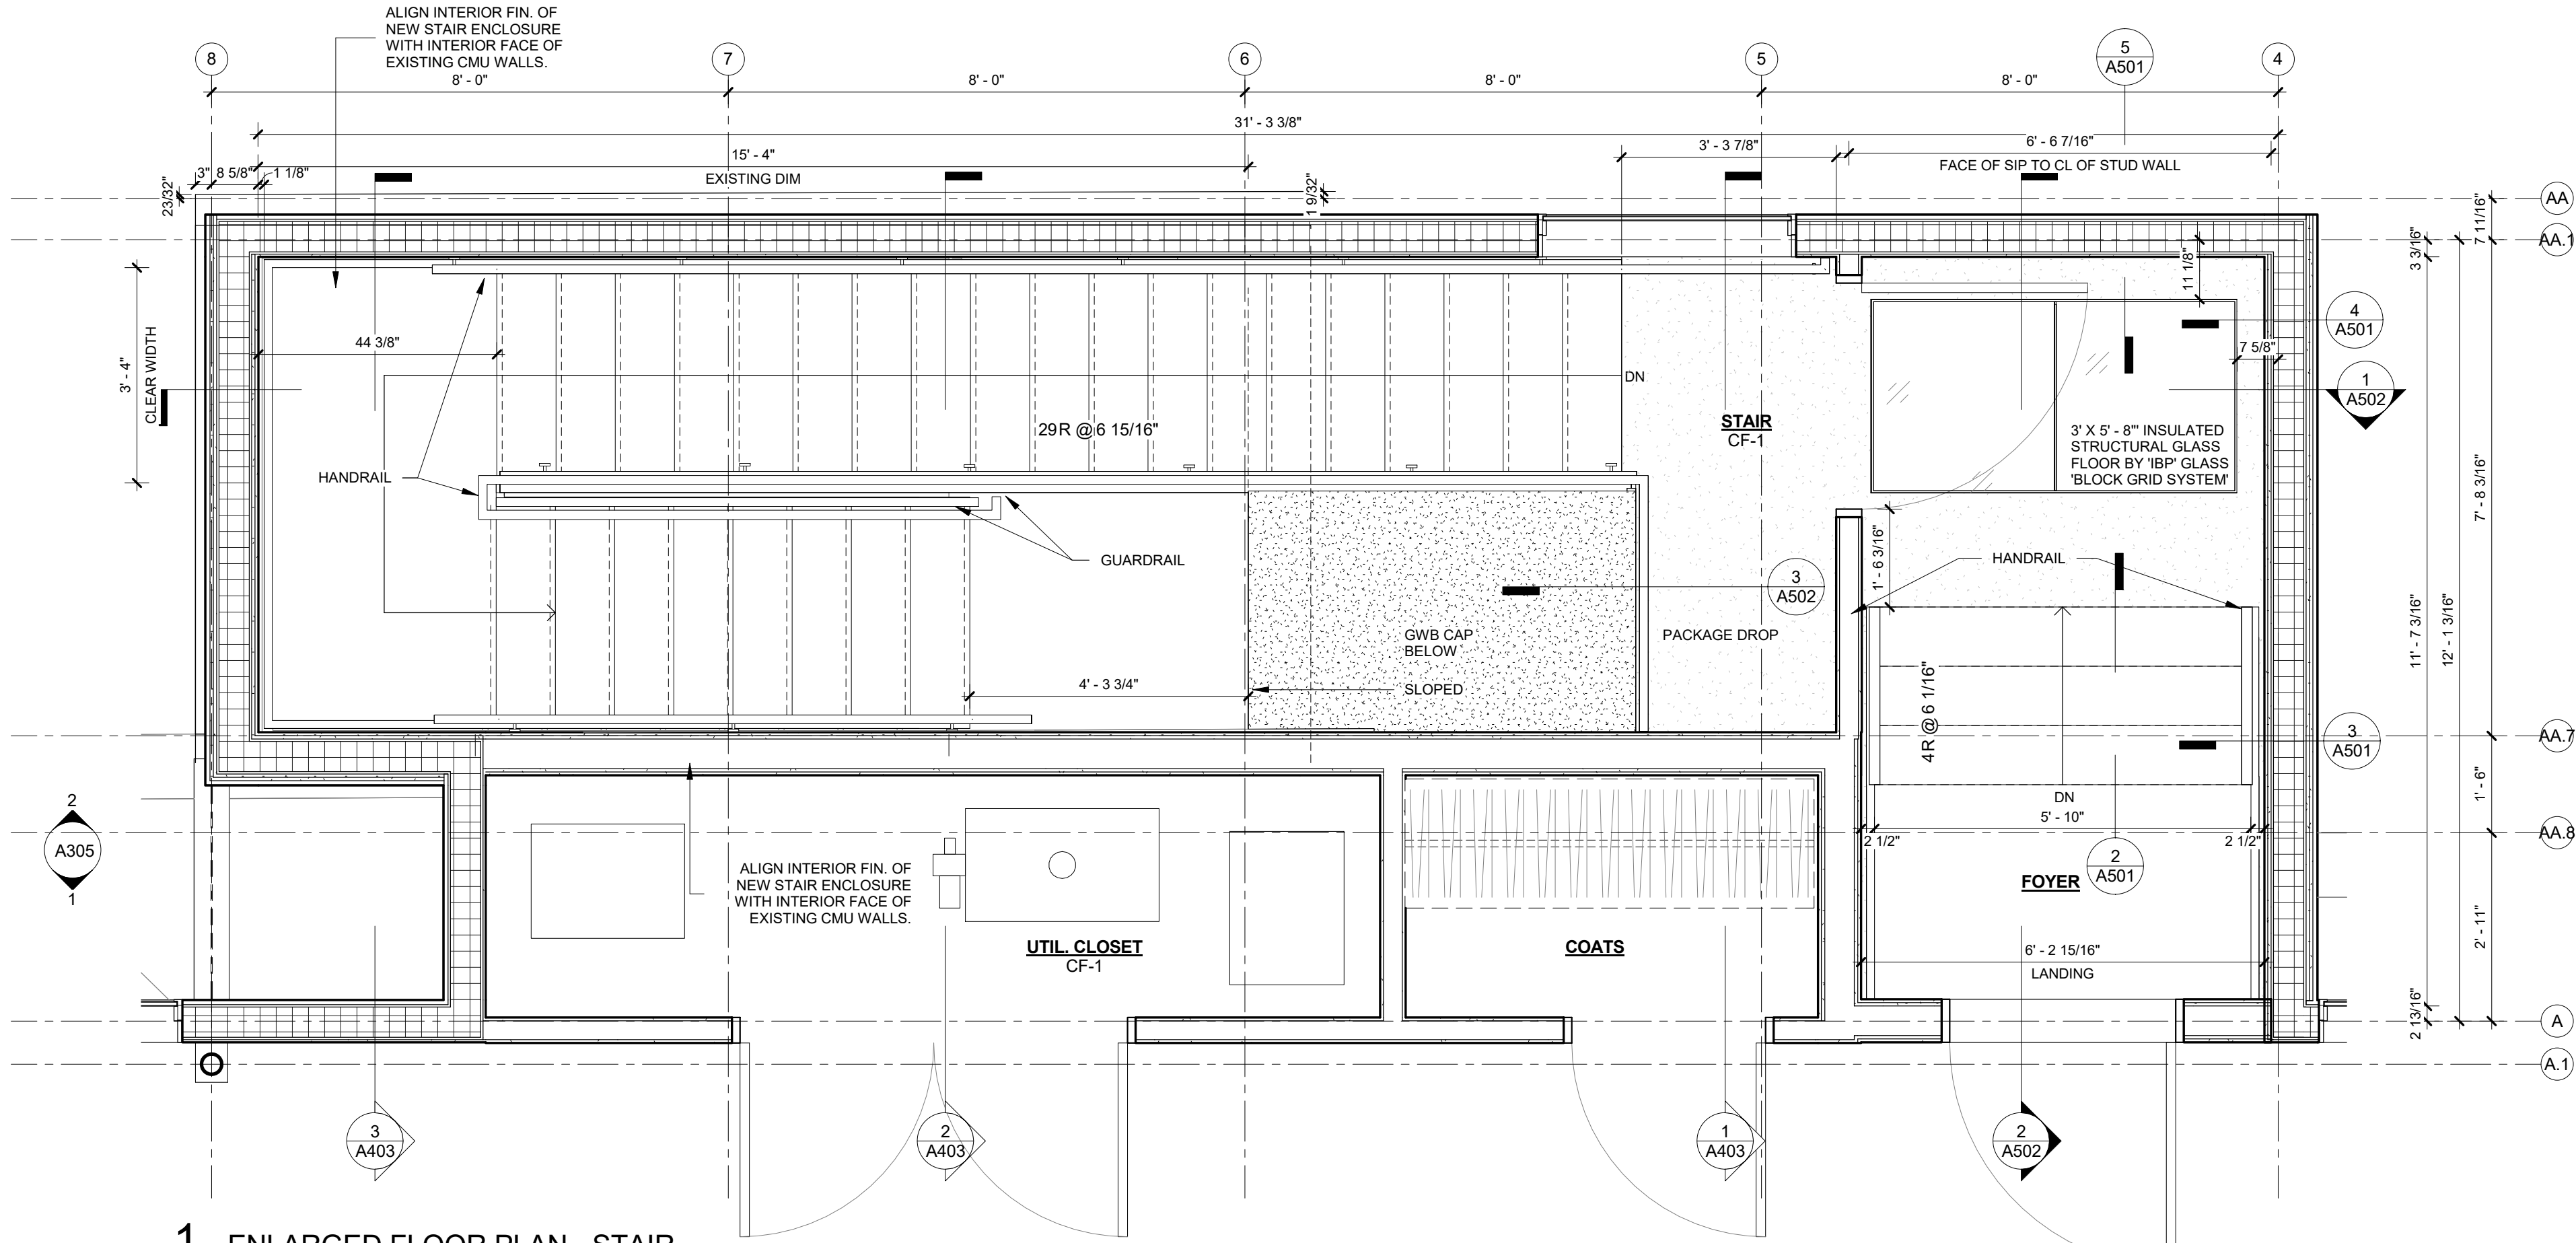 ALIGN INTERIOR FIN. OF
NEW STAIR ENCLOSURE
WITH INTERIOR FACE OF
EXISTING CMU WALLS.
8
7
6
5
4
5
A501
8' - 0"
8' - 0"
8' - 0"
8' - 0"
31' - 3 3/8"
15' - 4"
EXISTING DIM
3' - 3 7/8"
6' - 6 7/16"
FACE OF SIP TO CL OF STUD WALL
3"
8 5/8"
1 1/8"
23/32"
1 9/32"
AA
7 11/16"
AA.1
3 3/16"
11 1/8"
3' - 4"
CLEAR WIDTH
44 3/8"
4
A501
7 5/8"
DN
1
A502
STAIR
CF-1
29R @ 6 15/16"
3' X 5' - 8"' INSULATED
STRUCTURAL GLASS
FLOOR BY 'IBP' GLASS
'BLOCK GRID SYSTEM'
HANDRAIL
7' - 8 3/16"
GUARDRAIL
1' - 6 3/16"
HANDRAIL
3
A502
GWB CAP
BELOW
PACKAGE DROP
SLOPED
4' - 3 3/4"
4R @ 6 1/16"
11' - 7 3/16"
12' - 1 3/16"
3
A501
AA.7
1' - 6"
DN
5' - 10"
2 1/2"
2 1/2"
AA.8
2
A305
1
ALIGN INTERIOR FIN. OF
NEW STAIR ENCLOSURE
WITH INTERIOR FACE OF
EXISTING CMU WALLS.
2
A501
FOYER
UTIL. CLOSET
CF-1
COATS
6' - 2 15/16"
LANDING
2' - 11"
2 13/16"
A
A.1
3
A403
2
A403
1
A403
2
A502
1 ENLARGED FLOOR PLAN - STAIR